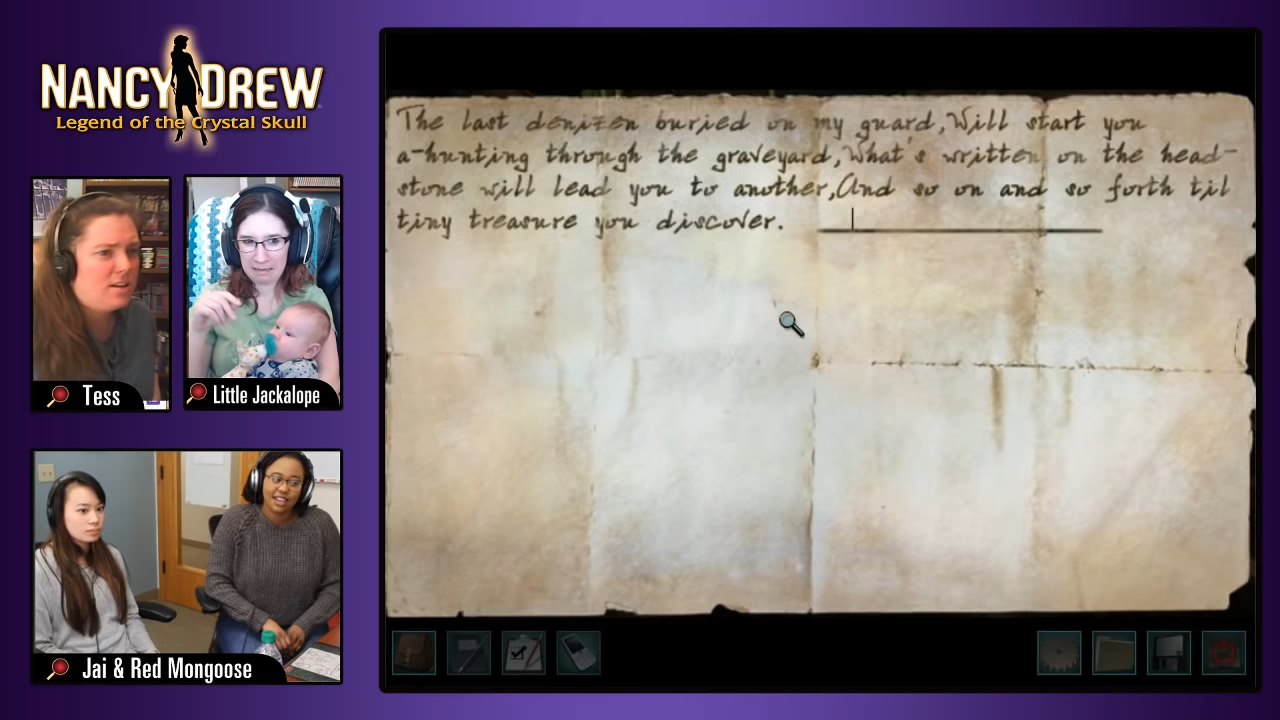 NANCY DREW
Legend of the Crystal Skull
The last denizen buried on my guard,Will start you
a-hunting through the graveyard,What's written on the head-
stone will lead you to another,And so on and so forth til
tiny treasure you discover.
Tess
Little Jackalope
Jai & Red Mongoose